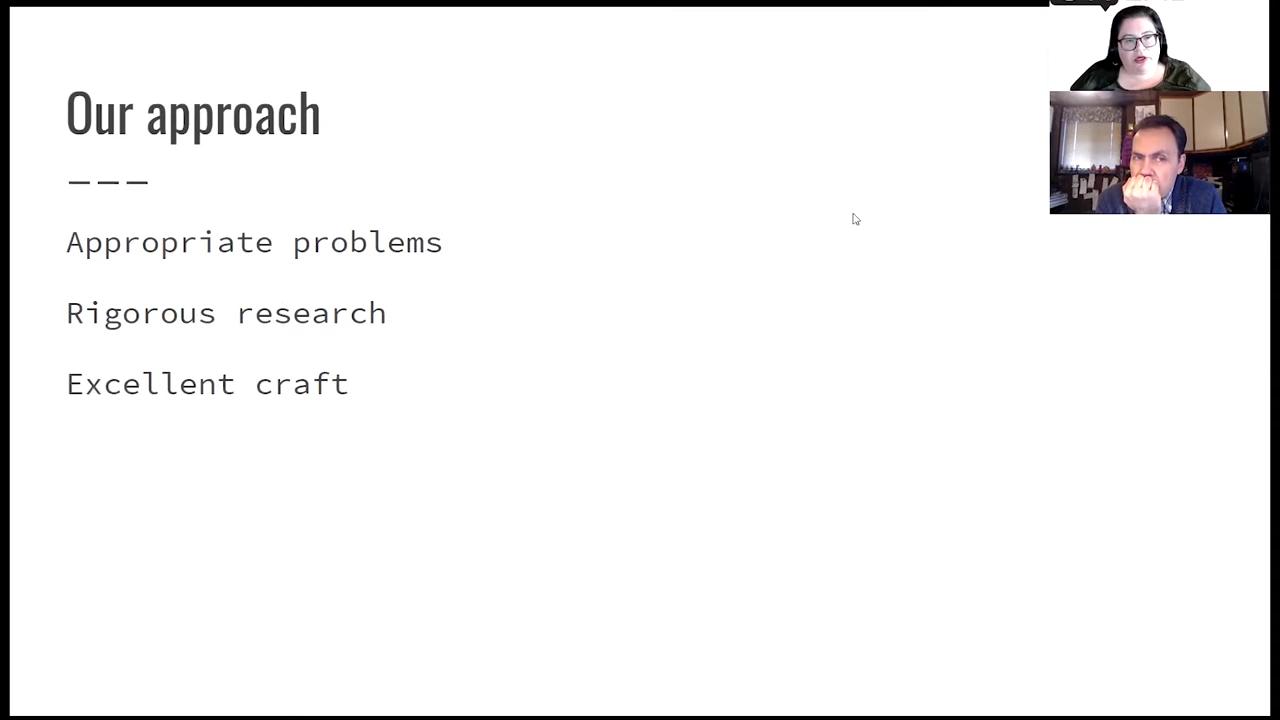 Our approach
Appropriate problems
Rigorous research
Excellent craft